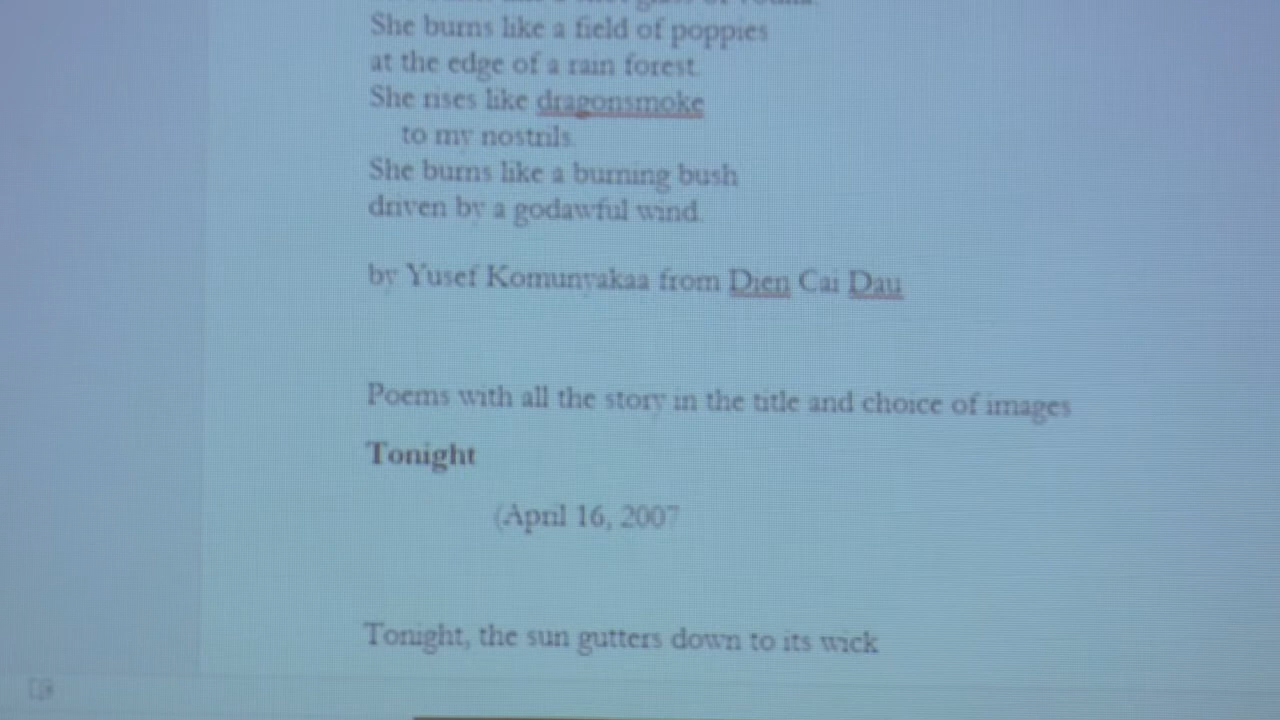 She burns like a field of poppies
at the edge of a rain forest.
She rises like dragonsmoke
to my nostrils.
She burns like a burning bush
driven by a godawful wind.
by Yusef Komunyakaa from Dien Cai Dau
Poems with all the story in the title and choice of images
Tonight
(April 16, 2007
Tonight, the sun gutters down to its wick